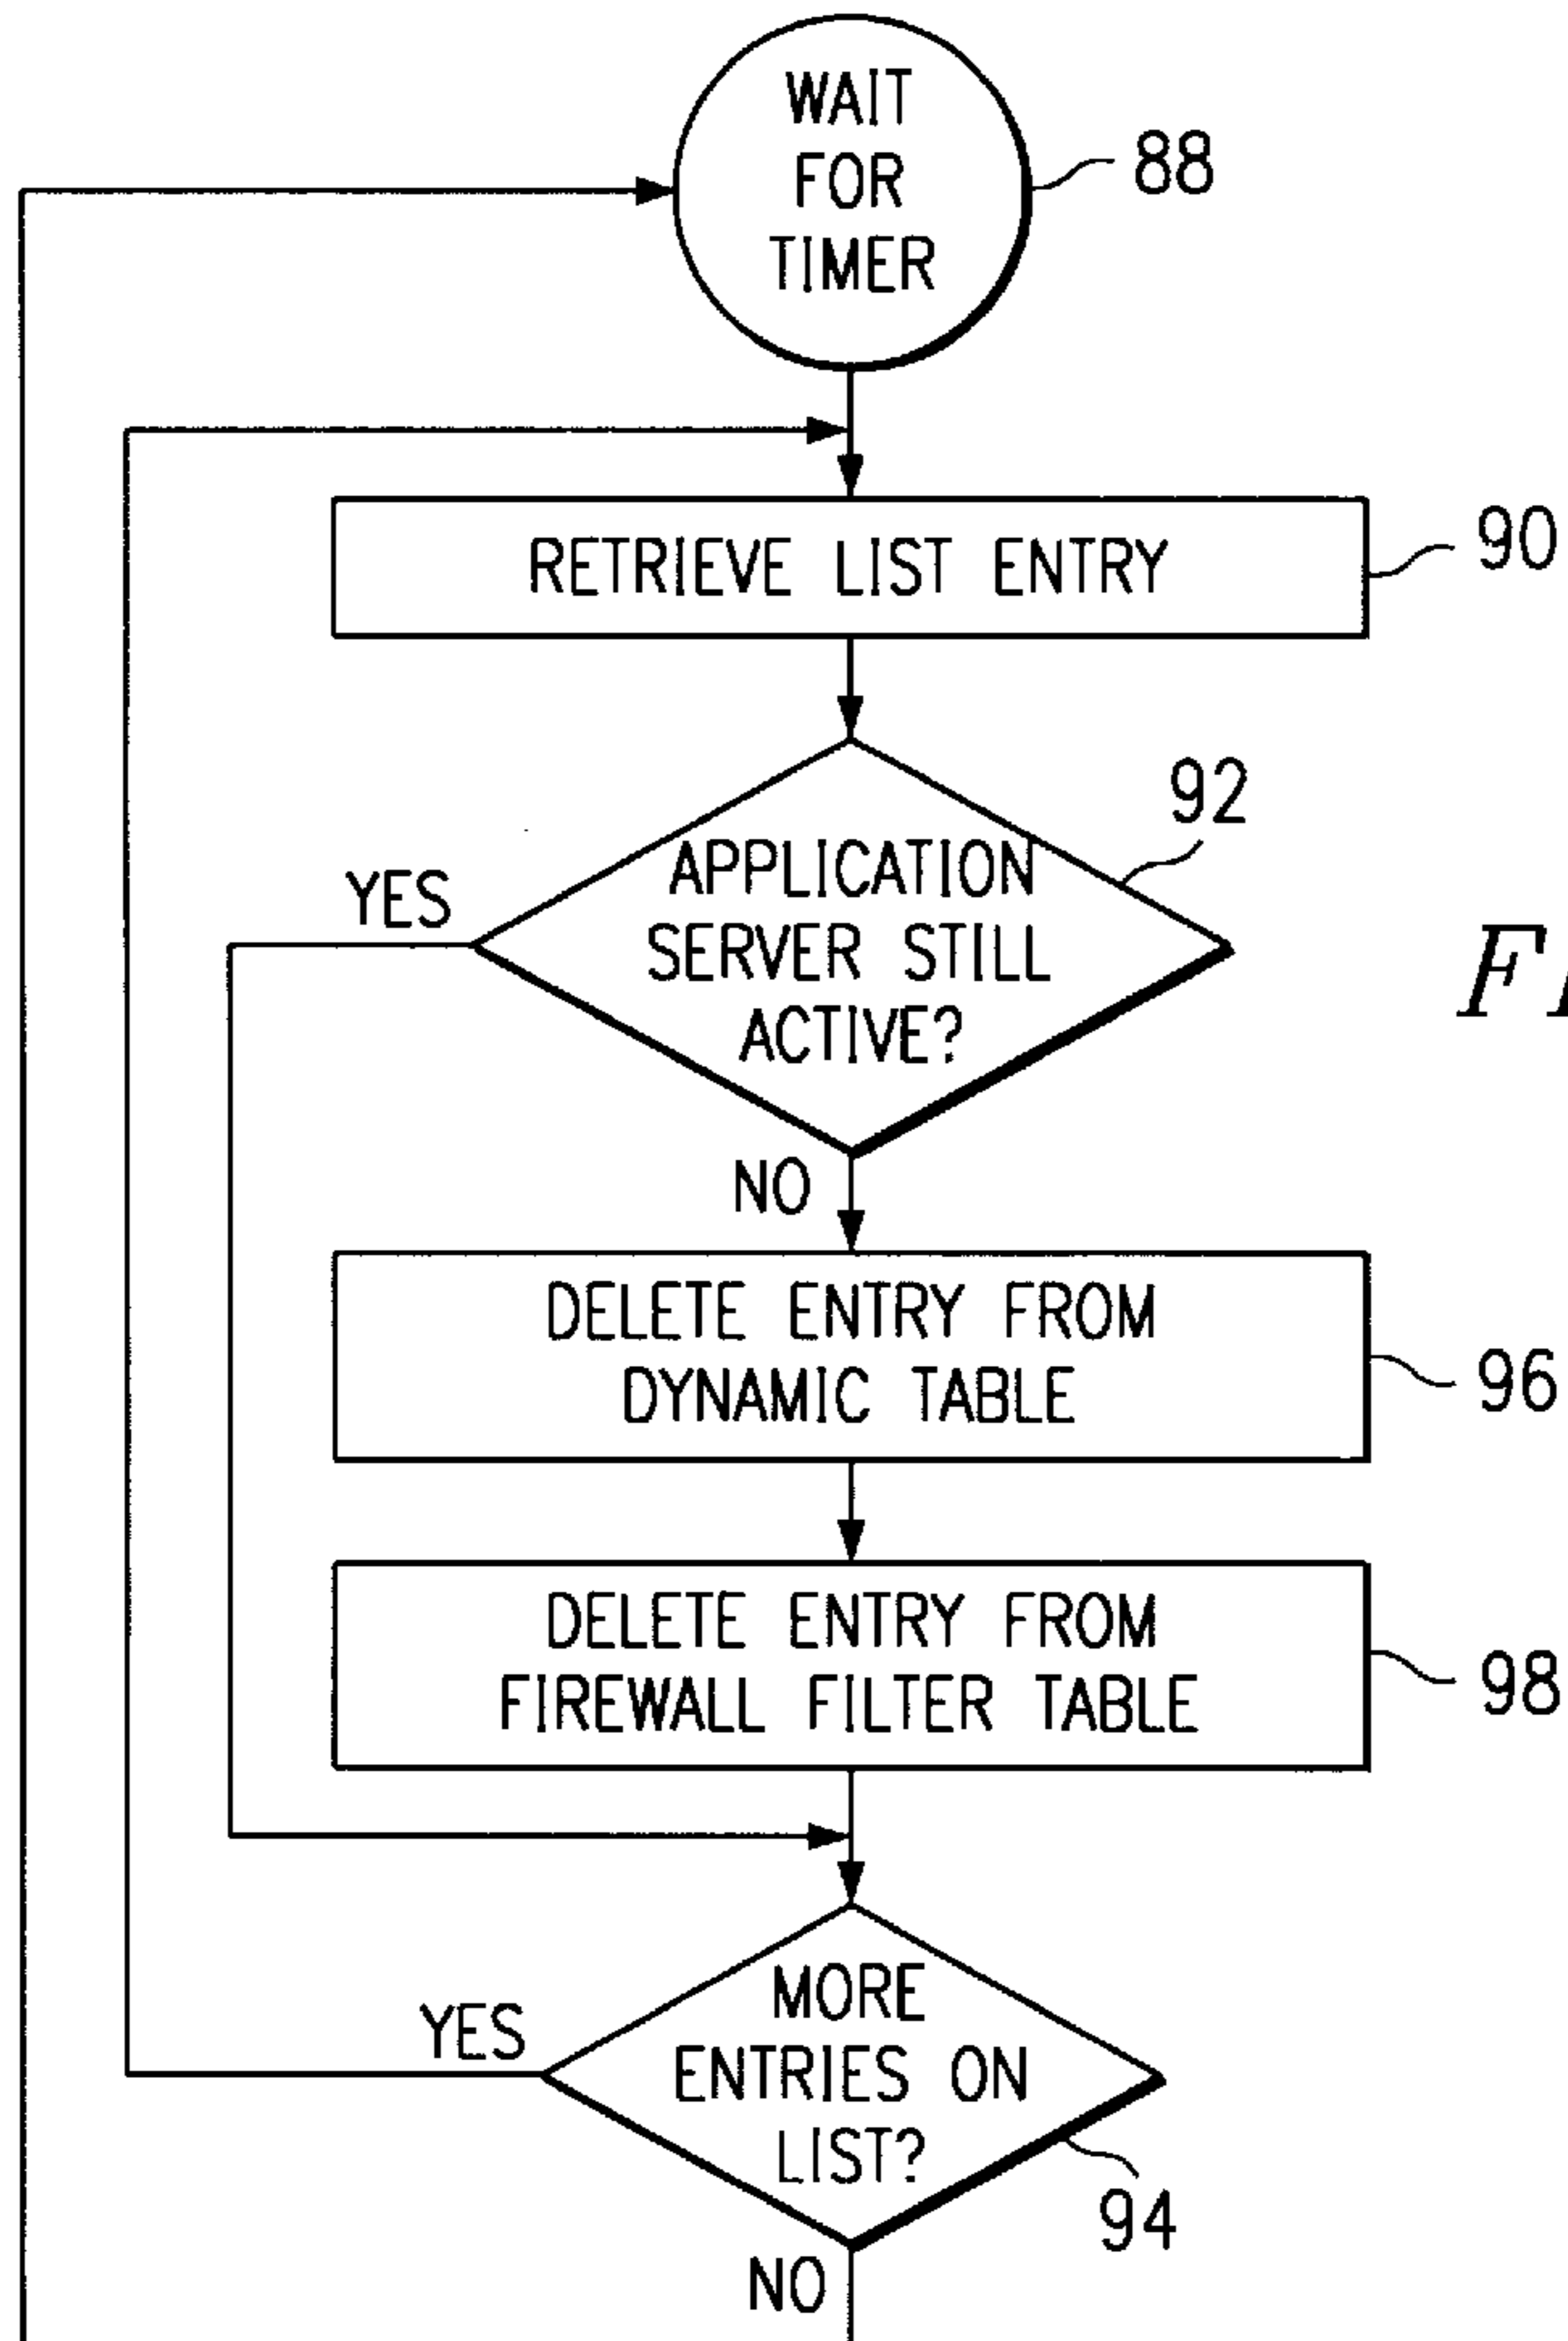 WAIT
FOR
TIMER
88
RETRIEVE LIST ENTRY
90
92
APPLICATION
SERVER STILL
ACTIVE?
YES
NO
DELETE ENTRY FROM
DYNAMIC TABLE
96
DELETE ENTRY FROM
FIREWALL FILTER TABLE
98
MORE
ENTRIES ON
LIST?
YES
94
NO